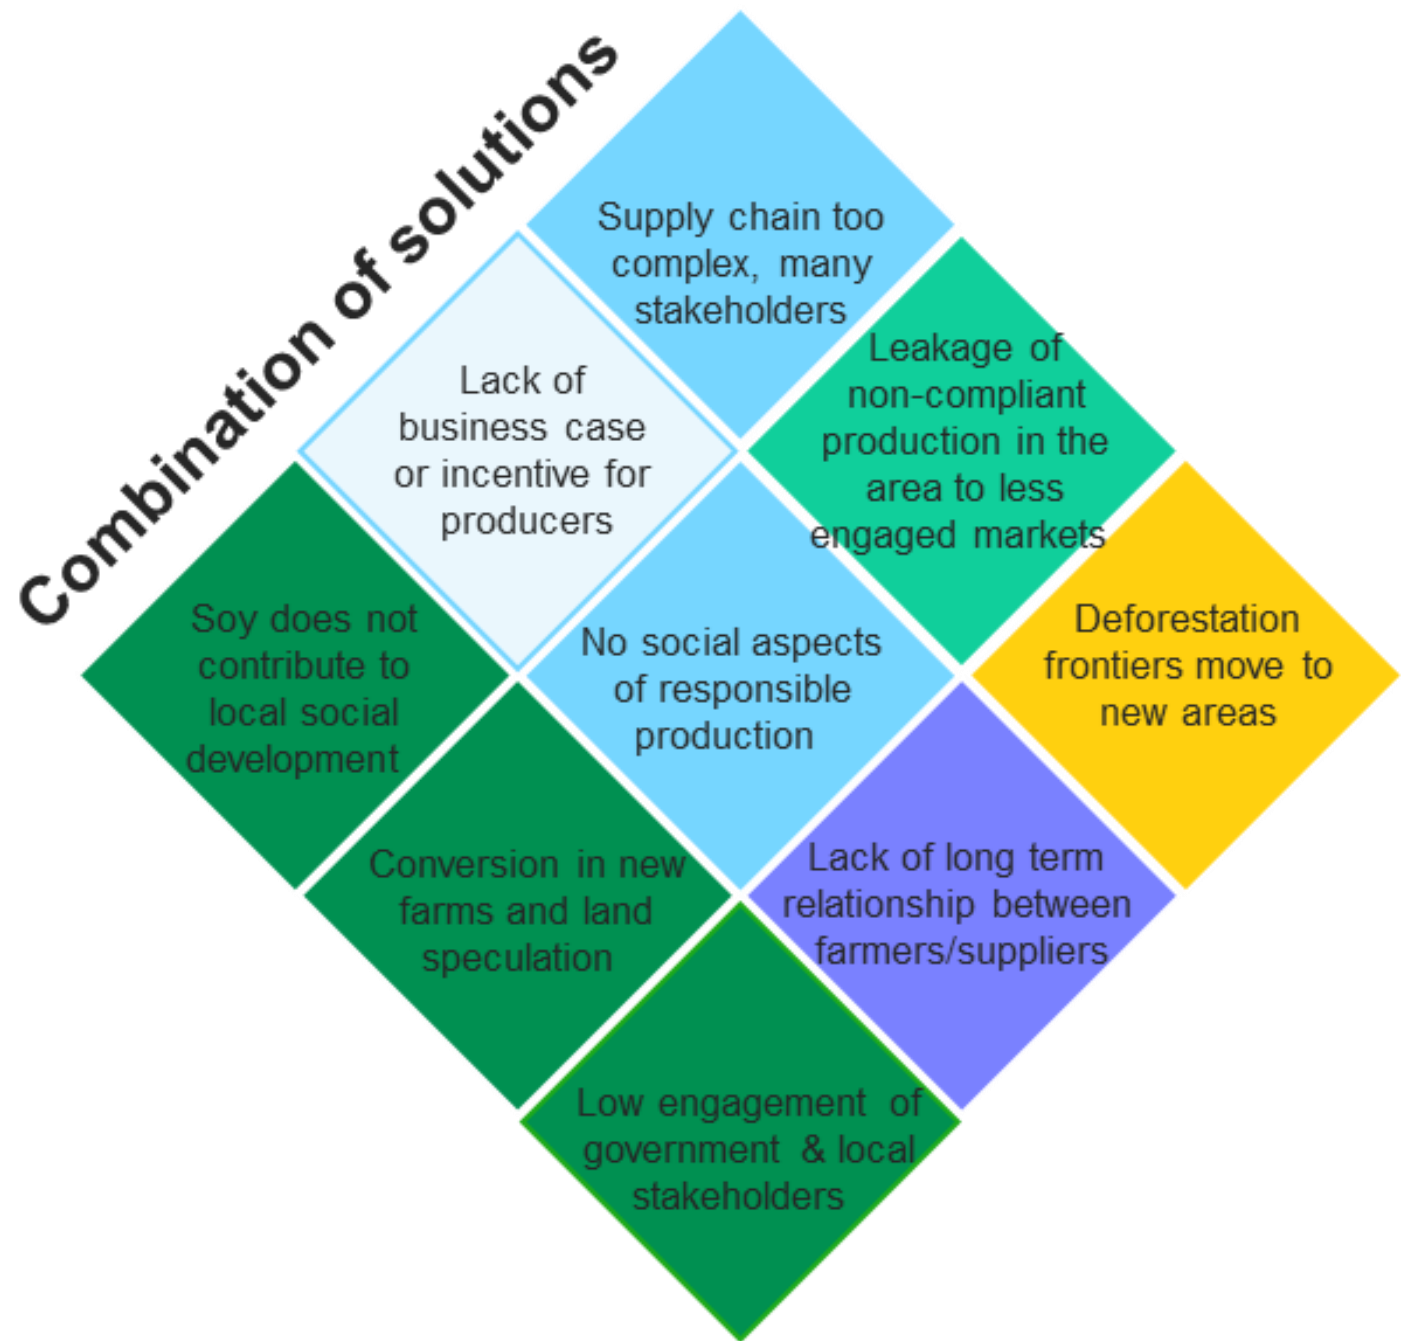 Combination of solutions
Supply chain too
complex, many
stakeholders
Lack of
business case
or incentive for
producers
Leakage of
non-compliant
production in the
area to less
engaged markets
Soy does not
contribute to
local social
development
No social aspects
of responsible
production
Deforestation
frontiers move to
new areas
Conversion in new
farms and land
speculation
Lack of long term
relationship between
farmers/suppliers
Low engagement of
government & local
stakeholders